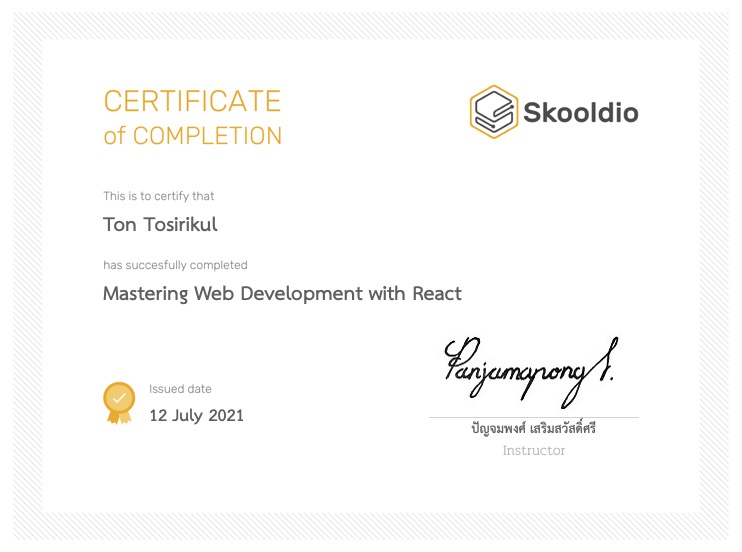 CERTIFICATE
of COMPLETION
Skooldio
This is to certify that
Ton Tosirikul
has succesfully completed
Mastering Web Development with React
Panjamapong S.
Issued date
12 July 2021
ปัญจมพงศ์ เสริมสวัสดิ์ศรี
Instructor